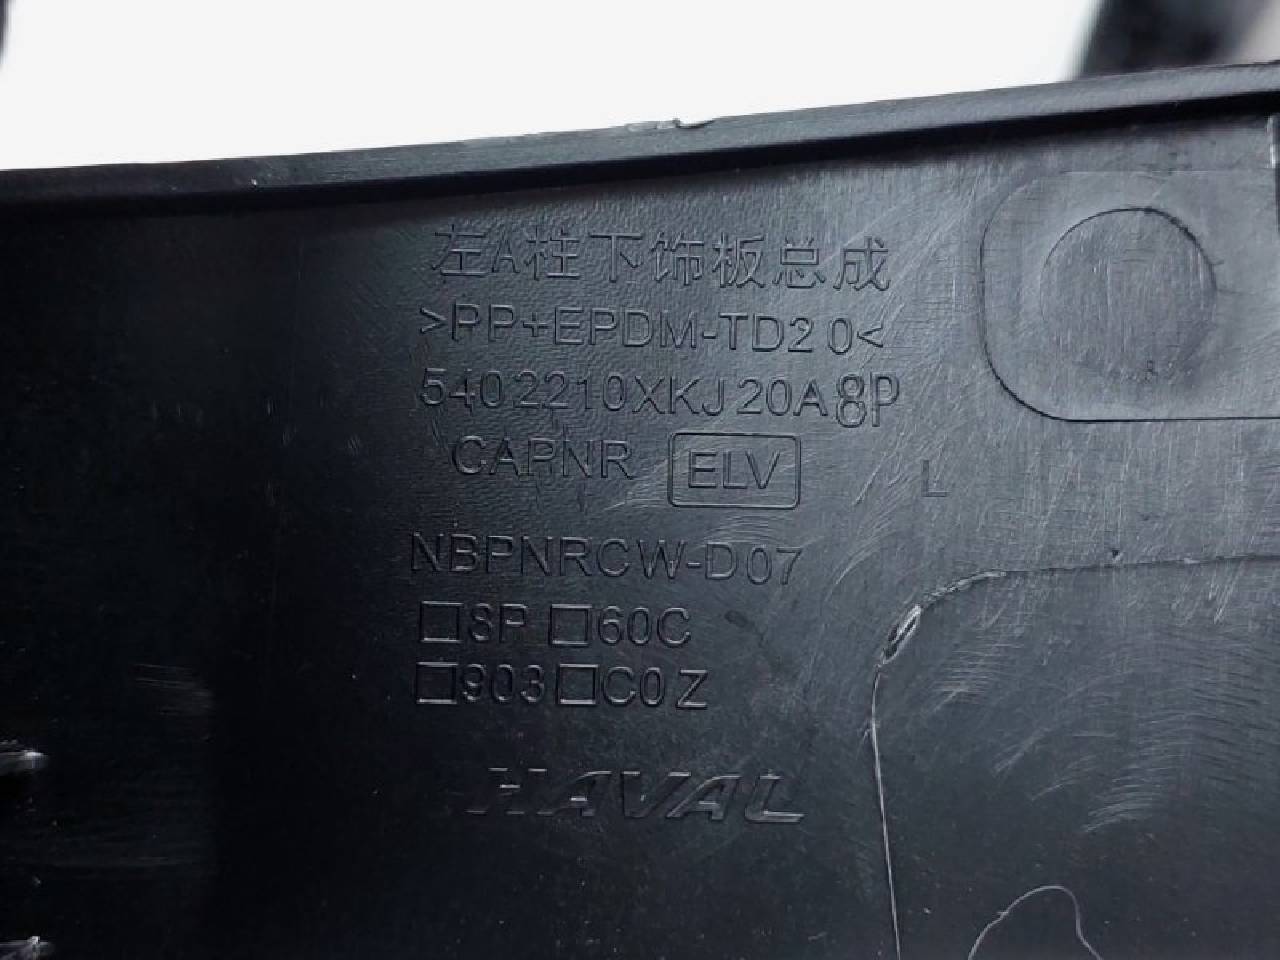 左A柱下饰板总成
>PP+EPDM-TD20<
5402210XKJ20A8P
CAPNR ELV
L
NBPNRCW-D07
□8P □60C
□903 □C0Z
HAVAL